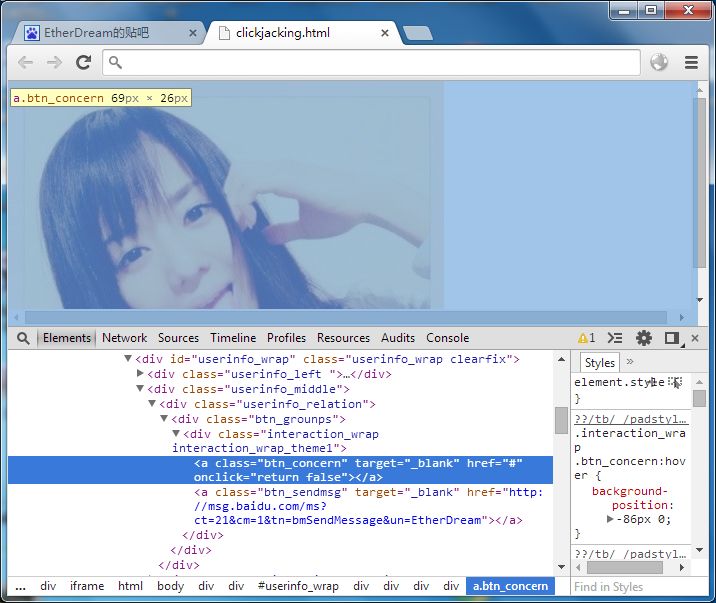 EtherDream的贴吧
clickjacking.html
a.btn_concern 69px × 26px
Elements Network Sources Timeline Profiles Resources Audits Console 1
<div id="userinfo_wrap" class="userinfo_wrap clearfix">
<div class="userinfo_left ">…</div>
<div class="userinfo_middle">
<div class="userinfo_relation">
<div class="btn_grounps">
<div class="interaction_wrap
interaction_wrap_theme1">
<a class="btn_concern" target="_blank" href="#"
onclick="return false"></a>
<a class="btn_sendmsg" target="_blank" href="http:
//msg.baidu.com/ms?
ct=21&cm=1&tn=bmSendMessage&un=EtherDream"></a>
</div>
</div>
</div>
... div iframe html body div div #userinfo_wrap div div div div a.btn_concern
Styles »
element.style
}
??/tb/_/padstyl…
.interaction_wra
p
.btn_concern:hov
er {
background-
position:
-86px 0;
}
??/tb/_/padstyl…
Find in Styles